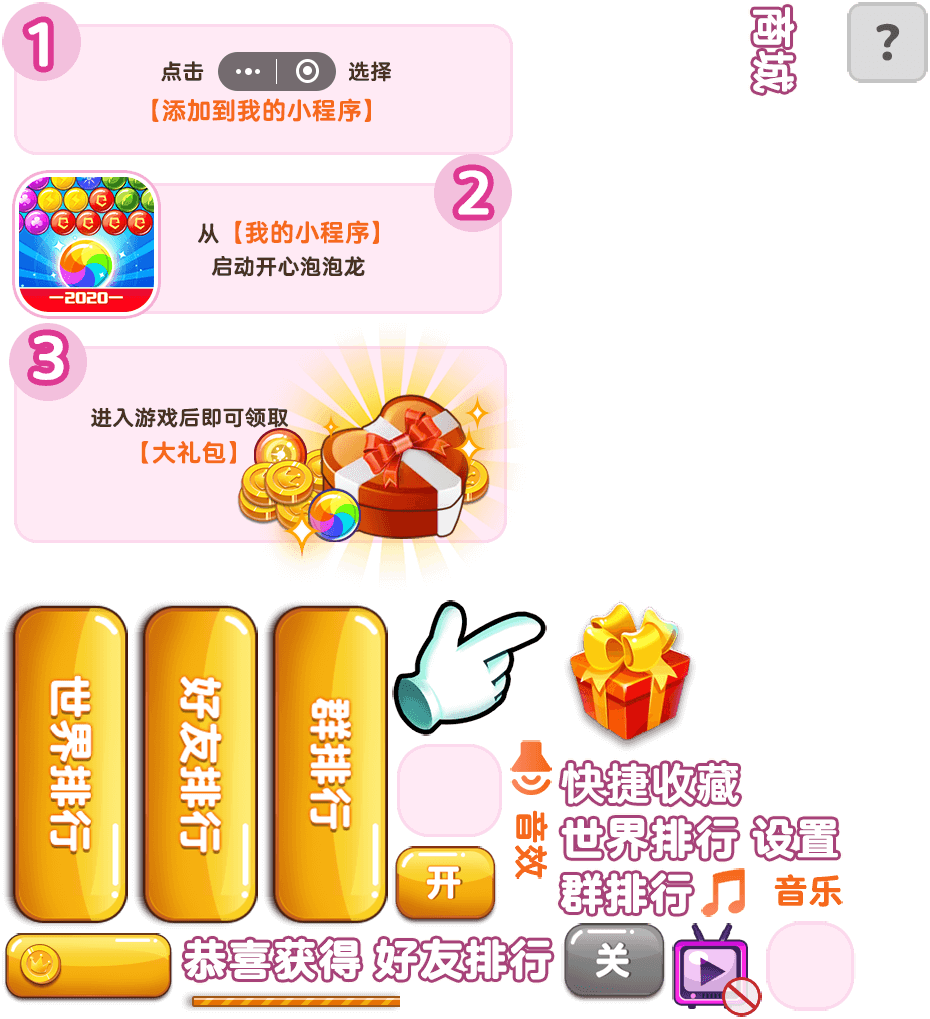 1
点击 ••• 选择
【添加到我的小程序】
商城
?
2
从【我的小程序】
启动开心泡泡龙
2020
3
进入游戏后即可领取
【大礼包】
世界排行
好友排行
群排行
快捷收藏
音效
世界排行 设置
开
群排行
音乐
恭喜获得 好友排行
关